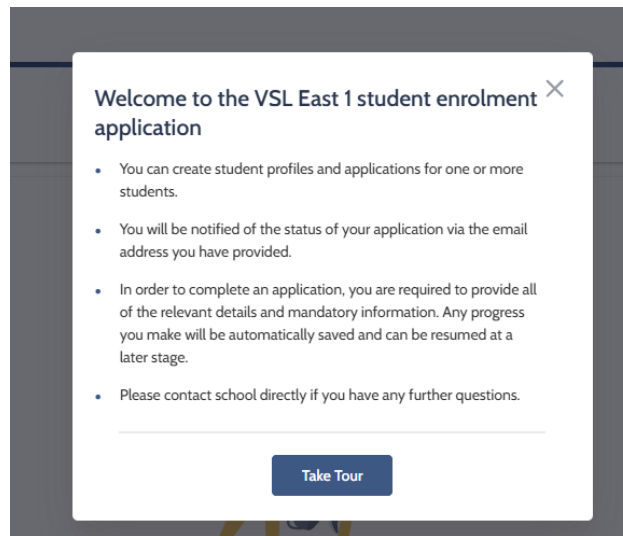 Welcome to the VSL East 1 student enrolment
application
• You can create student profiles and applications for one or more
students.
• You will be notified of the status of your application via the email
address you have provided.
• In order to complete an application, you are required to provide all
of the relevant details and mandatory information. Any progress
you make will be automatically saved and can be resumed at a
later stage.
• Please contact school directly if you have any further questions.
Take Tour